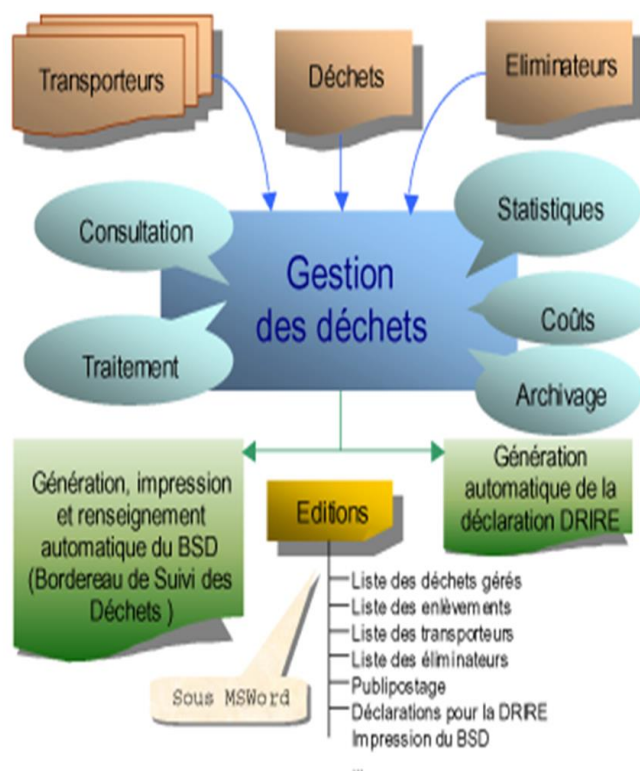 Transporteurs
Déchets
Eliminateurs
Consultation
Statistiques
Gestion
des déchets
Coûts
Traitement
Archivage
Génération, impression
et renseignement
automatique du BSD
(Bordereau de Suivi des
Déchets )
Génération
automatique de la
déclaration DRIRE
Editions
Liste des déchets gérés
Liste des enlèvements
Liste des transporteurs
Liste des éliminateurs
Publipostage
Déclarations pour la DRIRE
Impression du BSD
...
Sous MSWord